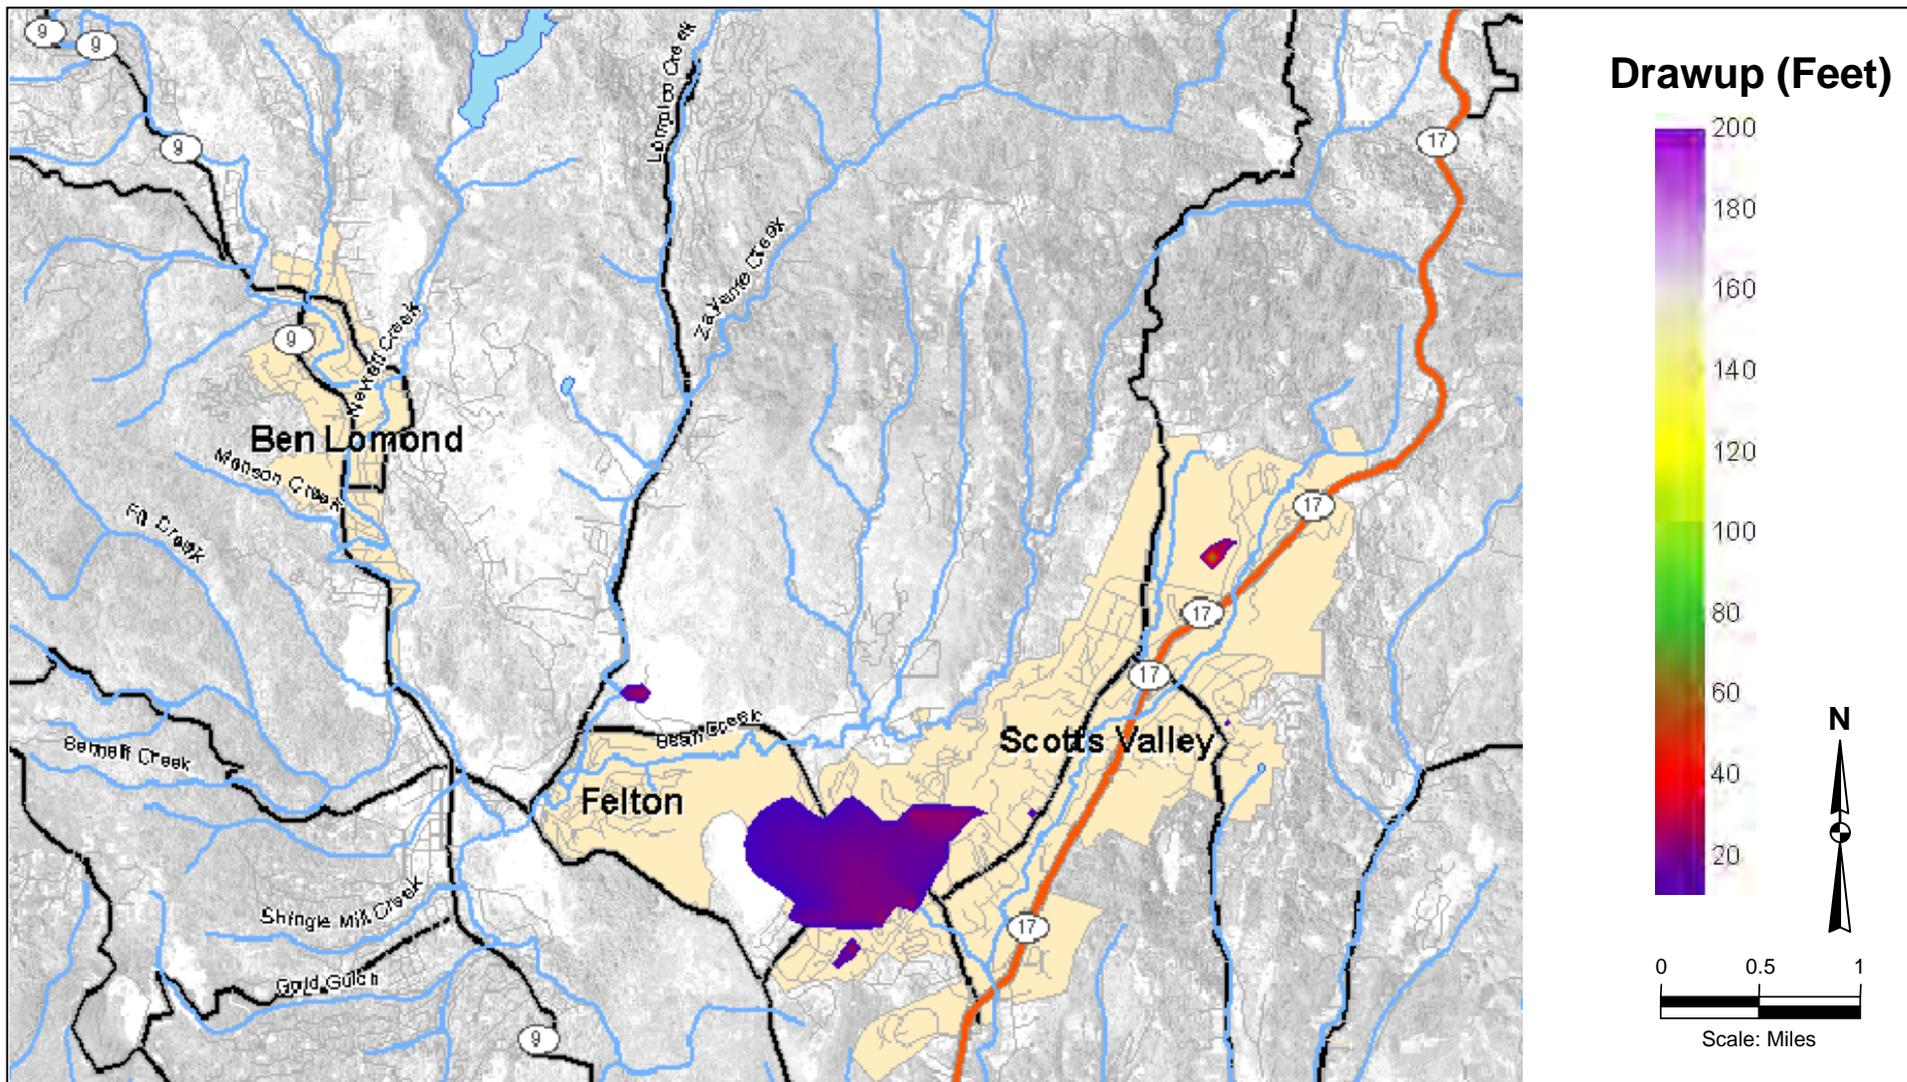 9
9
Lompico Creek
17
9
Zayante Creek
9
Newell Creek
Ben Lomond
Manson Creek
Fall Creek
17
17
17
Bean Creek
Scotts Valley
Bennett Creek
Felton
Shingle Mill Creek
17
Gold Gulch
9
Drawup (Feet)
200
180
160
140
120
100
80
60
40
20
N
0 0.5 1
Scale: Miles